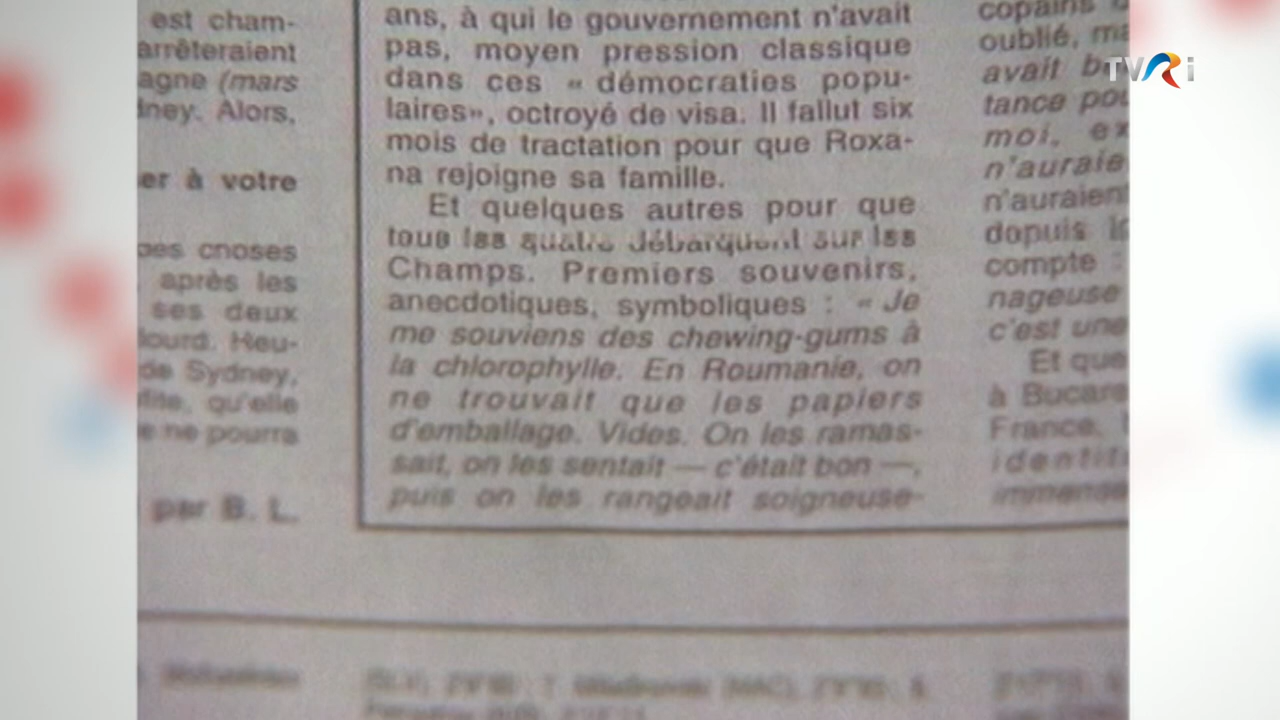 TVRi
est cham-
arrêteraient
agne (mars
dney. Alors,
er à votre
après les
ses deux
lourd. Heu-
de Sydney,
qu'elle
e ne pourra
par B. L.
ans, à qui le gouvernement n'avait
pas, moyen pression classique
dans ces « démocraties popu-
laires», octroyé de visa. Il fallut six
mois de tractation pour que Roxa-
na rejoigne sa famille.
Et quelques autres pour que
tous les quatre débarquent sur les
Champs. Premiers souvenirs,
anecdotiques, symboliques : « Je
me souviens des chewing-gums à
la chlorophylle. En Roumanie, on
ne trouvait que les papiers
d'emballage. Vides. On les ramas-
sait, on les sentait — c'était bon —,
puis on les rangeait soigneuse-
copains
oublié, ma
avait be
tance pou
moi, ex
n'auraie
n'auraient
depuis
compte :
nageuse
c'est une
Et que
à Bucare
France,
identit
immense